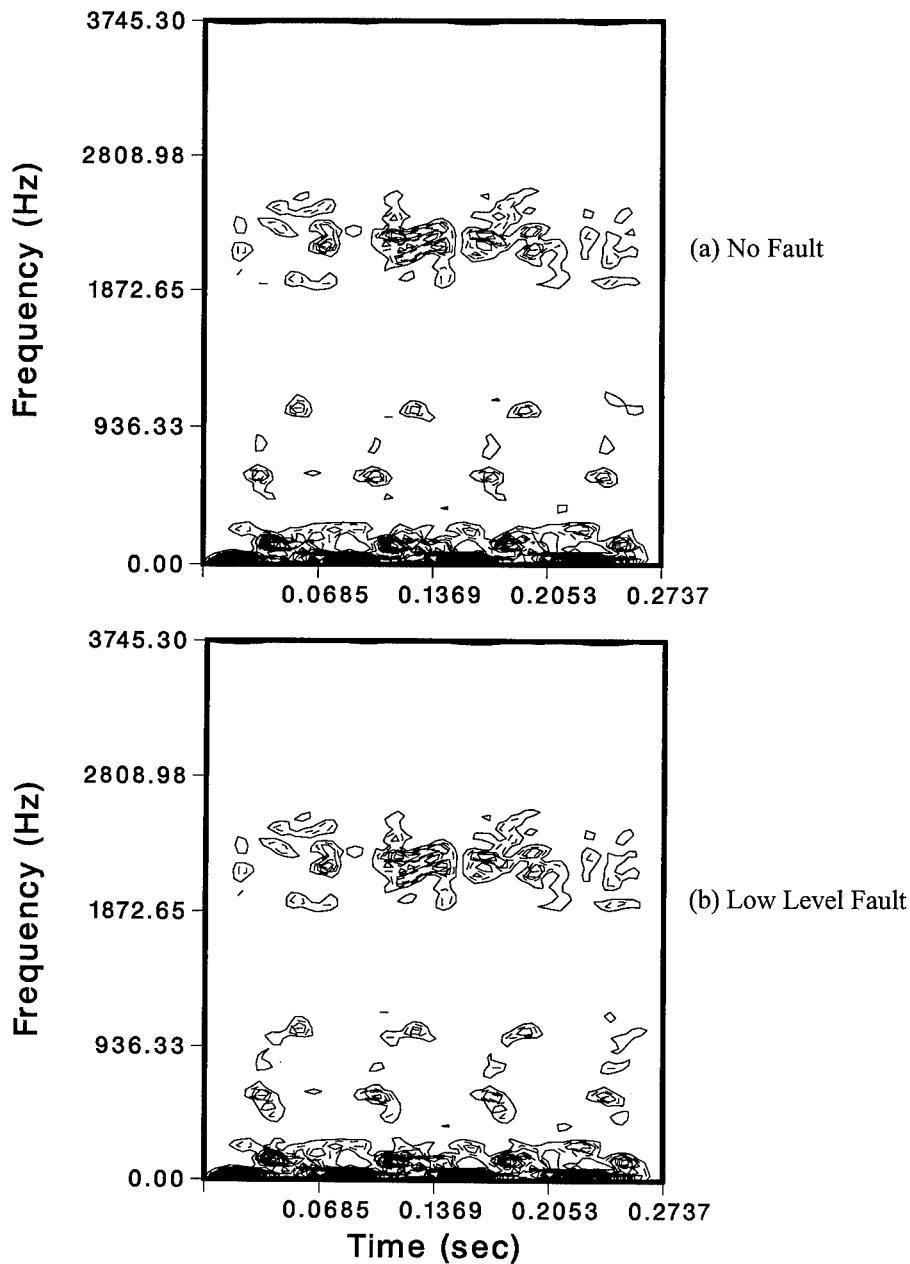 3745.30
2808.98
1872.65
936.33
0.00
Frequency (Hz)
0.0685 0.1369 0.2053 0.2737
(a) No Fault
3745.30
2808.98
1872.65
936.33
0.00
Frequency (Hz)
0.0685 0.1369 0.2053 0.2737
Time (sec)
(b) Low Level Fault